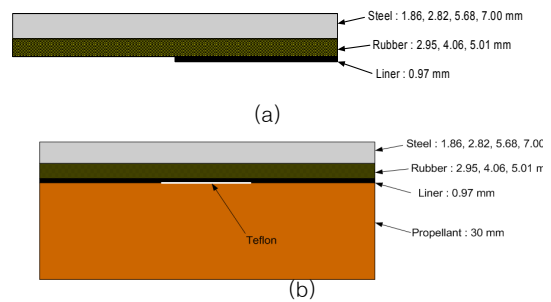 Steel : 1.86, 2.82, 5.68, 7.00 mm
Rubber : 2.95, 4.06, 5.01 mm
Liner : 0.97 mm
(a)
Steel : 1.86, 2.82, 5.68, 7.00
Rubber : 2.95, 4.06, 5.01 m
Liner : 0.97 mm
Propellant : 30 mm
Teflon
(b)